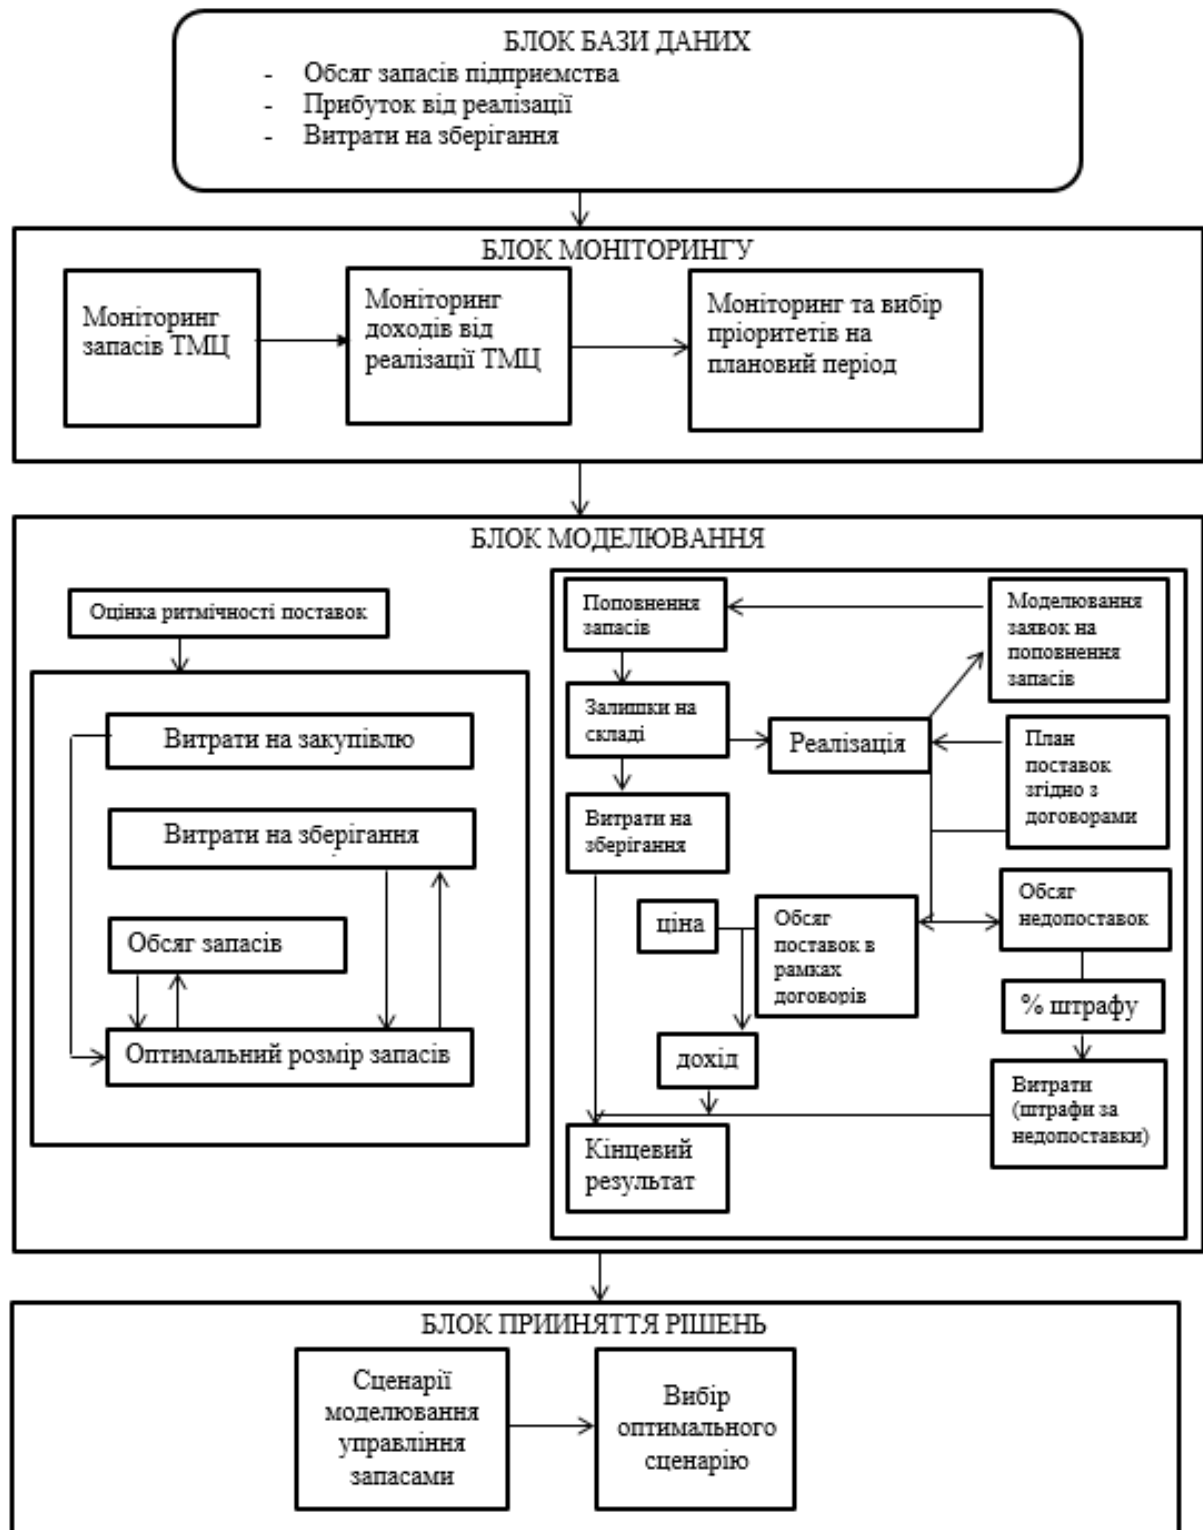 БЛОК БАЗИ ДАНИХ
- Обсяг запасів підприємства
- Прибуток від реалізації
- Витрати на зберігання
БЛОК МОНІТОРИНГУ
Моніторинг
запасів ТМЦ
Моніторинг
доходів від
реалізації ТМЦ
Моніторинг та вибір
пріоритетів на
плановий період
БЛОК МОДЕЛЮВАННЯ
Оцінка ритмічності поставок
Витрати на закупівлю
Витрати на зберігання
Обсяг запасів
Оптимальний розмір запасів
Поповнення
запасів
Моделювання
заявок на
поповнення
запасів
Залишки на
складі
Реалізація
План
поставок
згідно з
договорами
Витрати на
зберігання
ціна
Обсяг
поставок в
рамках
договорів
Обсяг
недопоставок
% штрафу
дохід
Витрати
(штрафи за
недопоставки)
Кінцевий
результат
БЛОК ПРИИНЯТТЯ РІШЕНЬ
Сценарії
моделювання
управління
запасами
Вибір
оптимального
сценарію